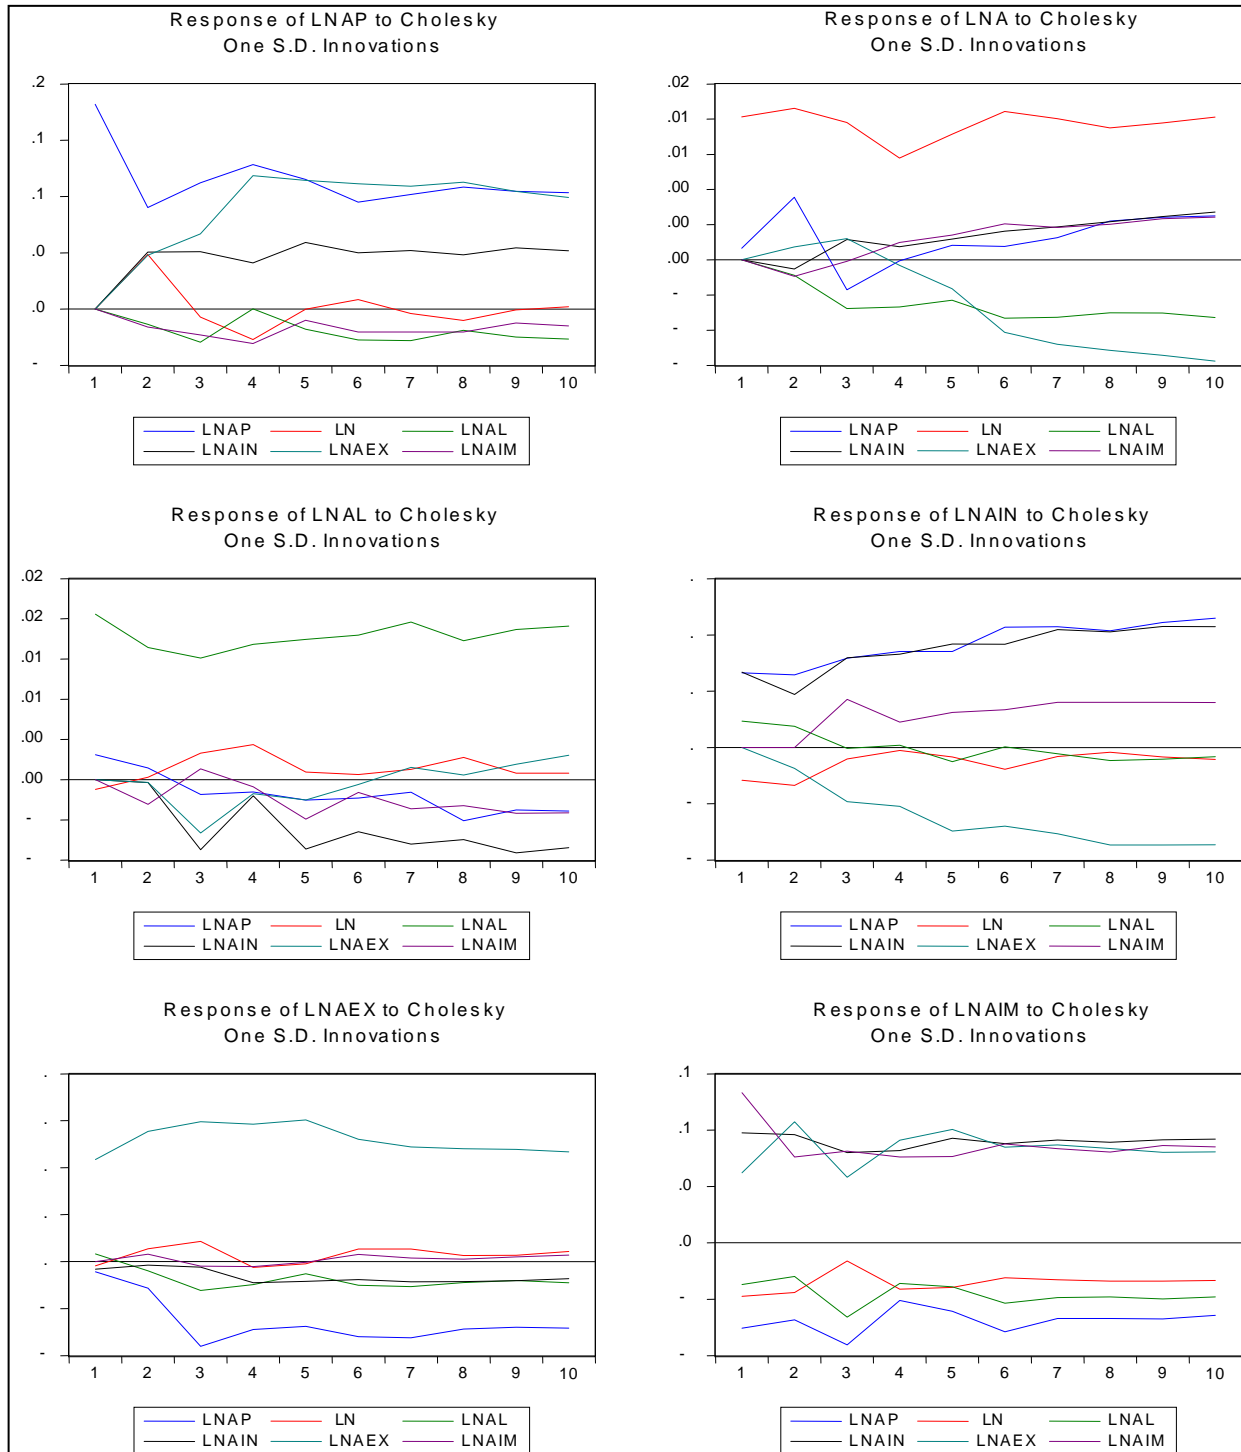 Response of LNAP to Cholesky
One S.D. Innovations
.2
.1
.1
.0
.0
-
1 2 3 4 5 6 7 8 9 10
LNAP LN LNAL
LNAIN LNAEX LNAIM
Response of LNA to Cholesky
One S.D. Innovations
.02
.01
.01
.00
.00
.00
-
-
1 2 3 4 5 6 7 8 9 10
LNAP LN LNAL
LNAIN LNAEX LNAIM
Response of LNAL to Cholesky
One S.D. Innovations
.02
.02
.01
.01
.00
.00
-
-
1 2 3 4 5 6 7 8 9 10
LNAP LN LNAL
LNAIN LNAEX LNAIM
Response of LNAIN to Cholesky
One S.D. Innovations
.
.
.
.
-
-
1 2 3 4 5 6 7 8 9 10
LNAP LN LNAL
LNAIN LNAEX LNAIM
Response of LNAEX to Cholesky
One S.D. Innovations
.
.
.
.
.
-
-
1 2 3 4 5 6 7 8 9 10
LNAP LN LNAL
LNAIN LNAEX LNAIM
Response of LNAIM to Cholesky
One S.D. Innovations
.1
.1
.0
.0
-
-
1 2 3 4 5 6 7 8 9 10
LNAP LN LNAL
LNAIN LNAEX LNAIM